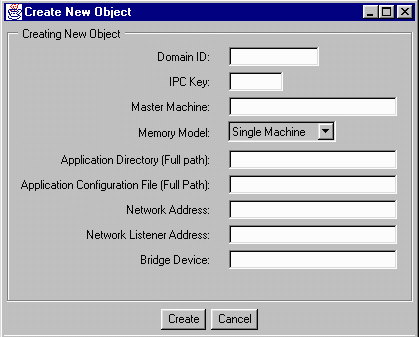 Create New Object
Creating New Object
Domain ID:
IPC Key:
Master Machine:
Memory Model: Single Machine
Application Directory (Full path):
Application Configuration File (Full Path):
Network Address:
Network Listener Address:
Bridge Device:
Create Cancel